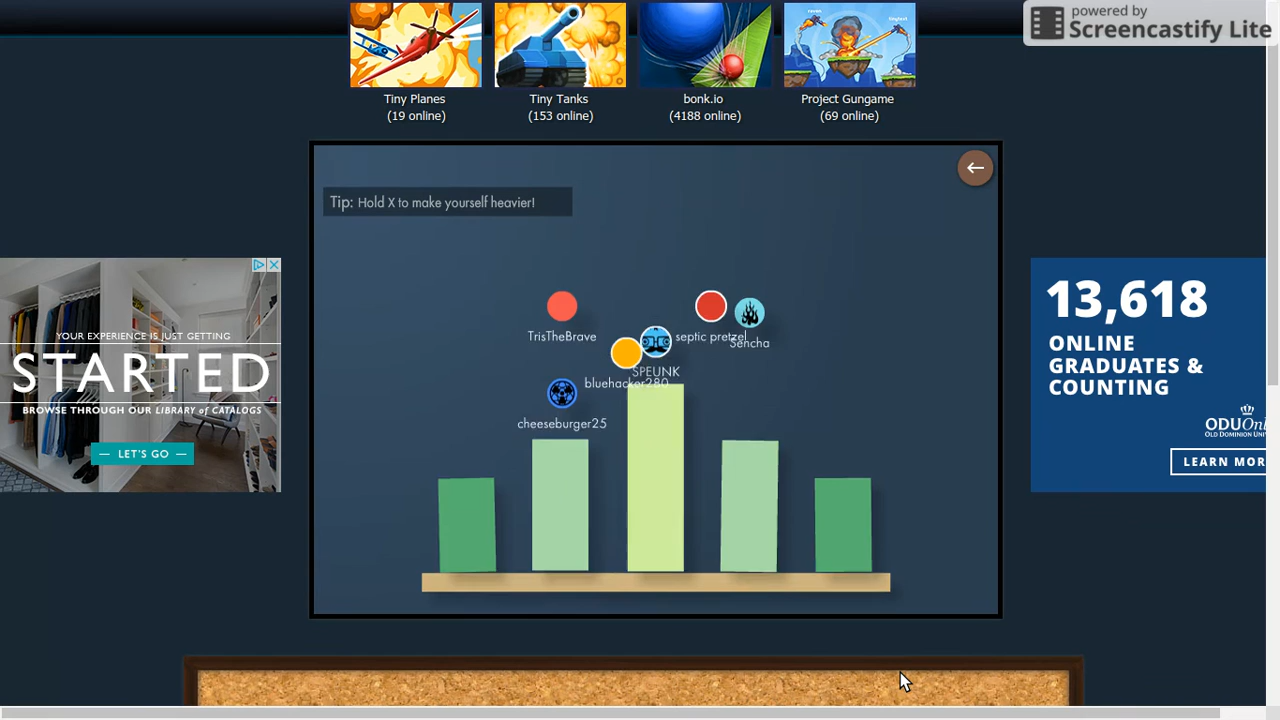 powered by
Screencastify Lite
Tiny Planes
(19 online)
Tiny Tanks
(153 online)
bonk.io
(4188 online)
Project Gungame
(69 online)
Tip: Hold X to make yourself heavier!
TrisTheBrave
septic pretzel
Sencha
SPEUNK
bluehacker280
cheeseburger25
YOUR EXPERIENCE IS JUST GETTING
STARTED
BROWSE THROUGH OUR LIBRARY of CATALOGS
— LET'S GO —
13,618
ONLINE
GRADUATES &
COUNTING
ODUOnl
OLD DOMINION UNIV
LEARN MOR